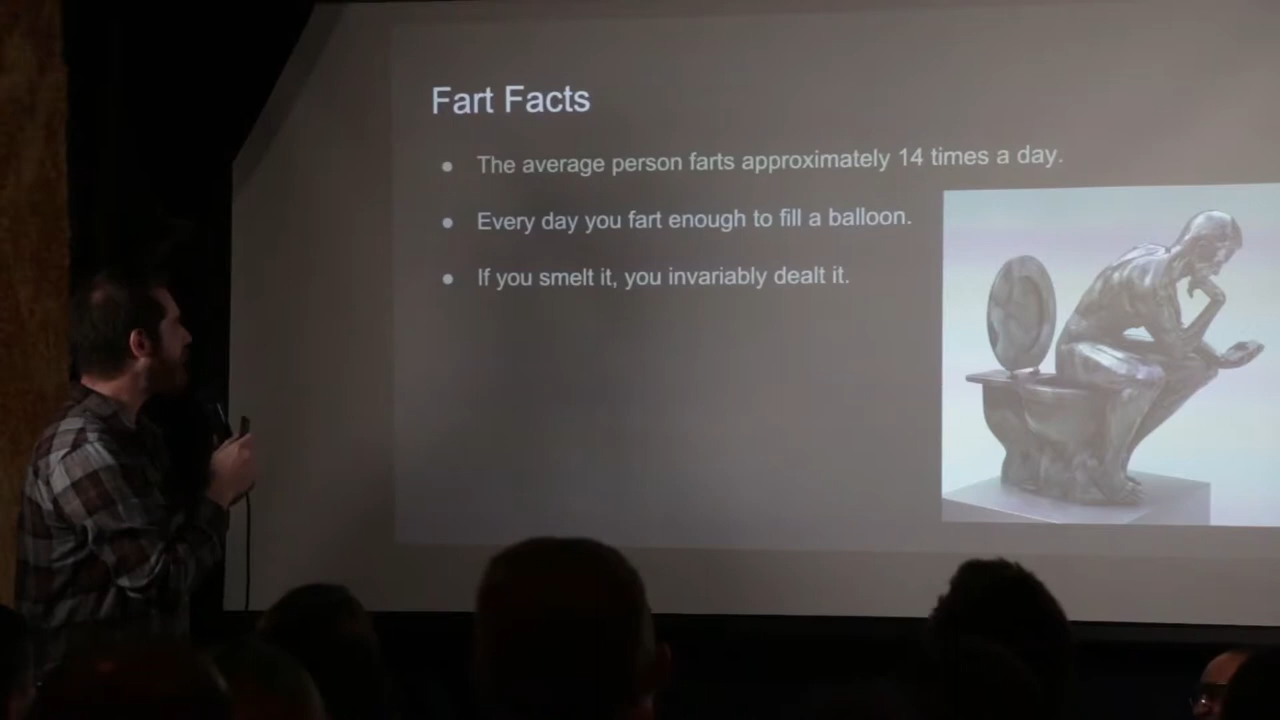 Fart Facts
The average person farts approximately 14 times a day.
Every day you fart enough to fill a balloon.
If you smelt it, you invariably dealt it.